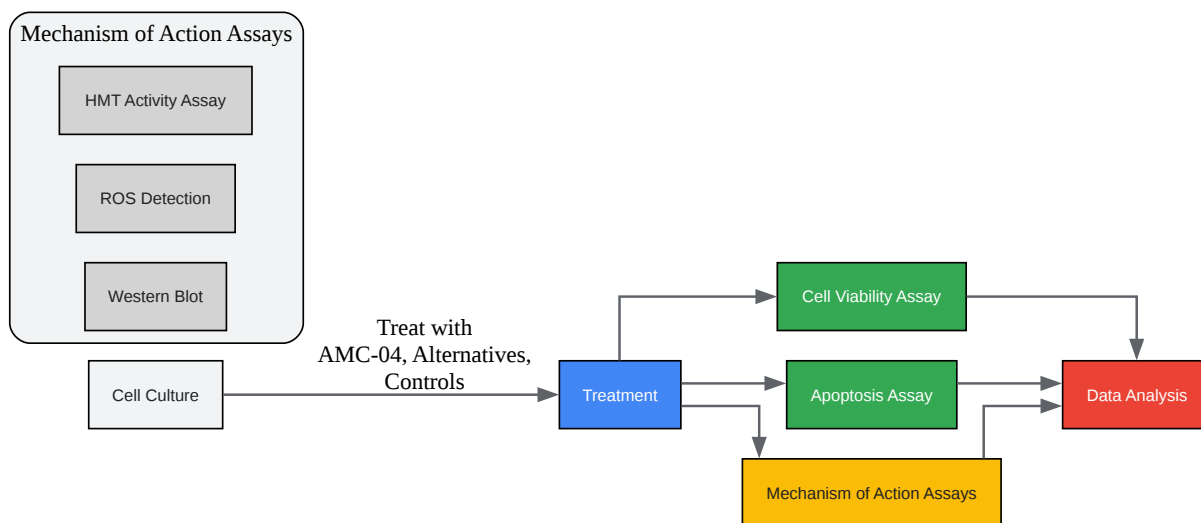 Mechanism of Action Assays
HMT Activity Assay
ROS Detection
Western Blot
Cell Culture
Treat with
AMC-04, Alternatives,
Controls
Treatment
Cell Viability Assay
Apoptosis Assay
Mechanism of Action Assays
Data Analysis